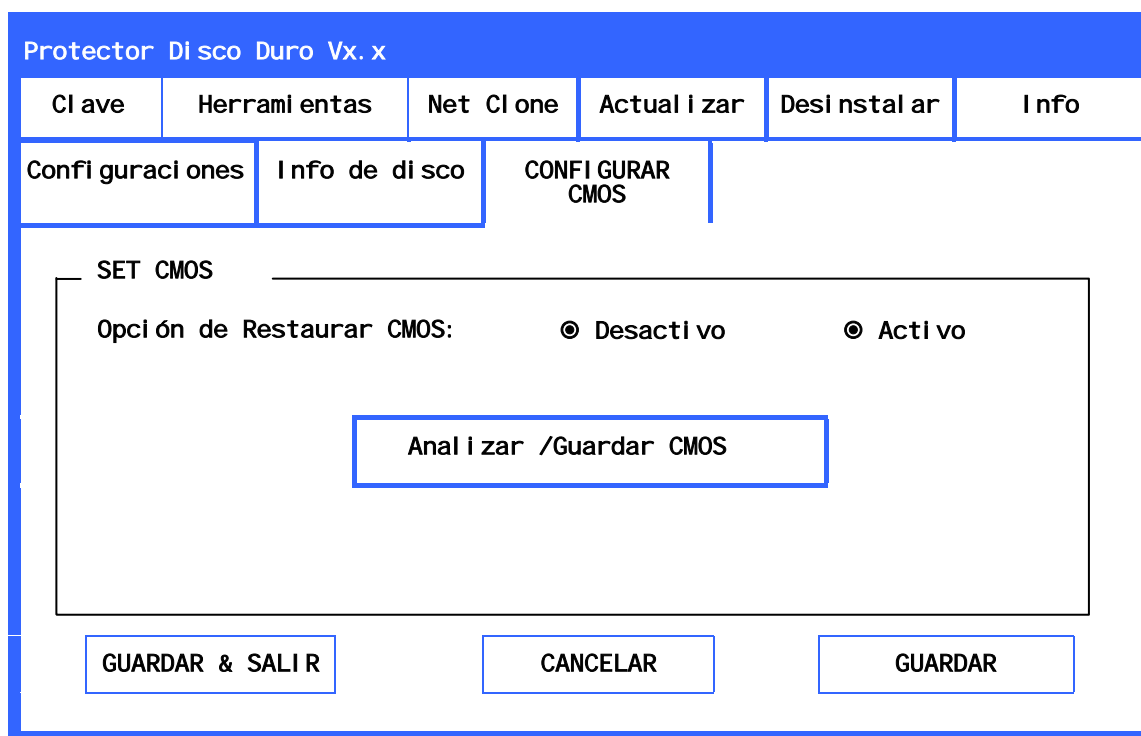 Protector Disco Duro Vx.x
Clave Herramientas Net Clone Actualizar Desinstalar Info
Configuraciones Info de disco CONFIGURAR
CMOS
SET CMOS
Opción de Restaurar CMOS: Desactivo Activo
Analizar /Guardar CMOS
GUARDAR & SALIR CANCELAR GUARDAR